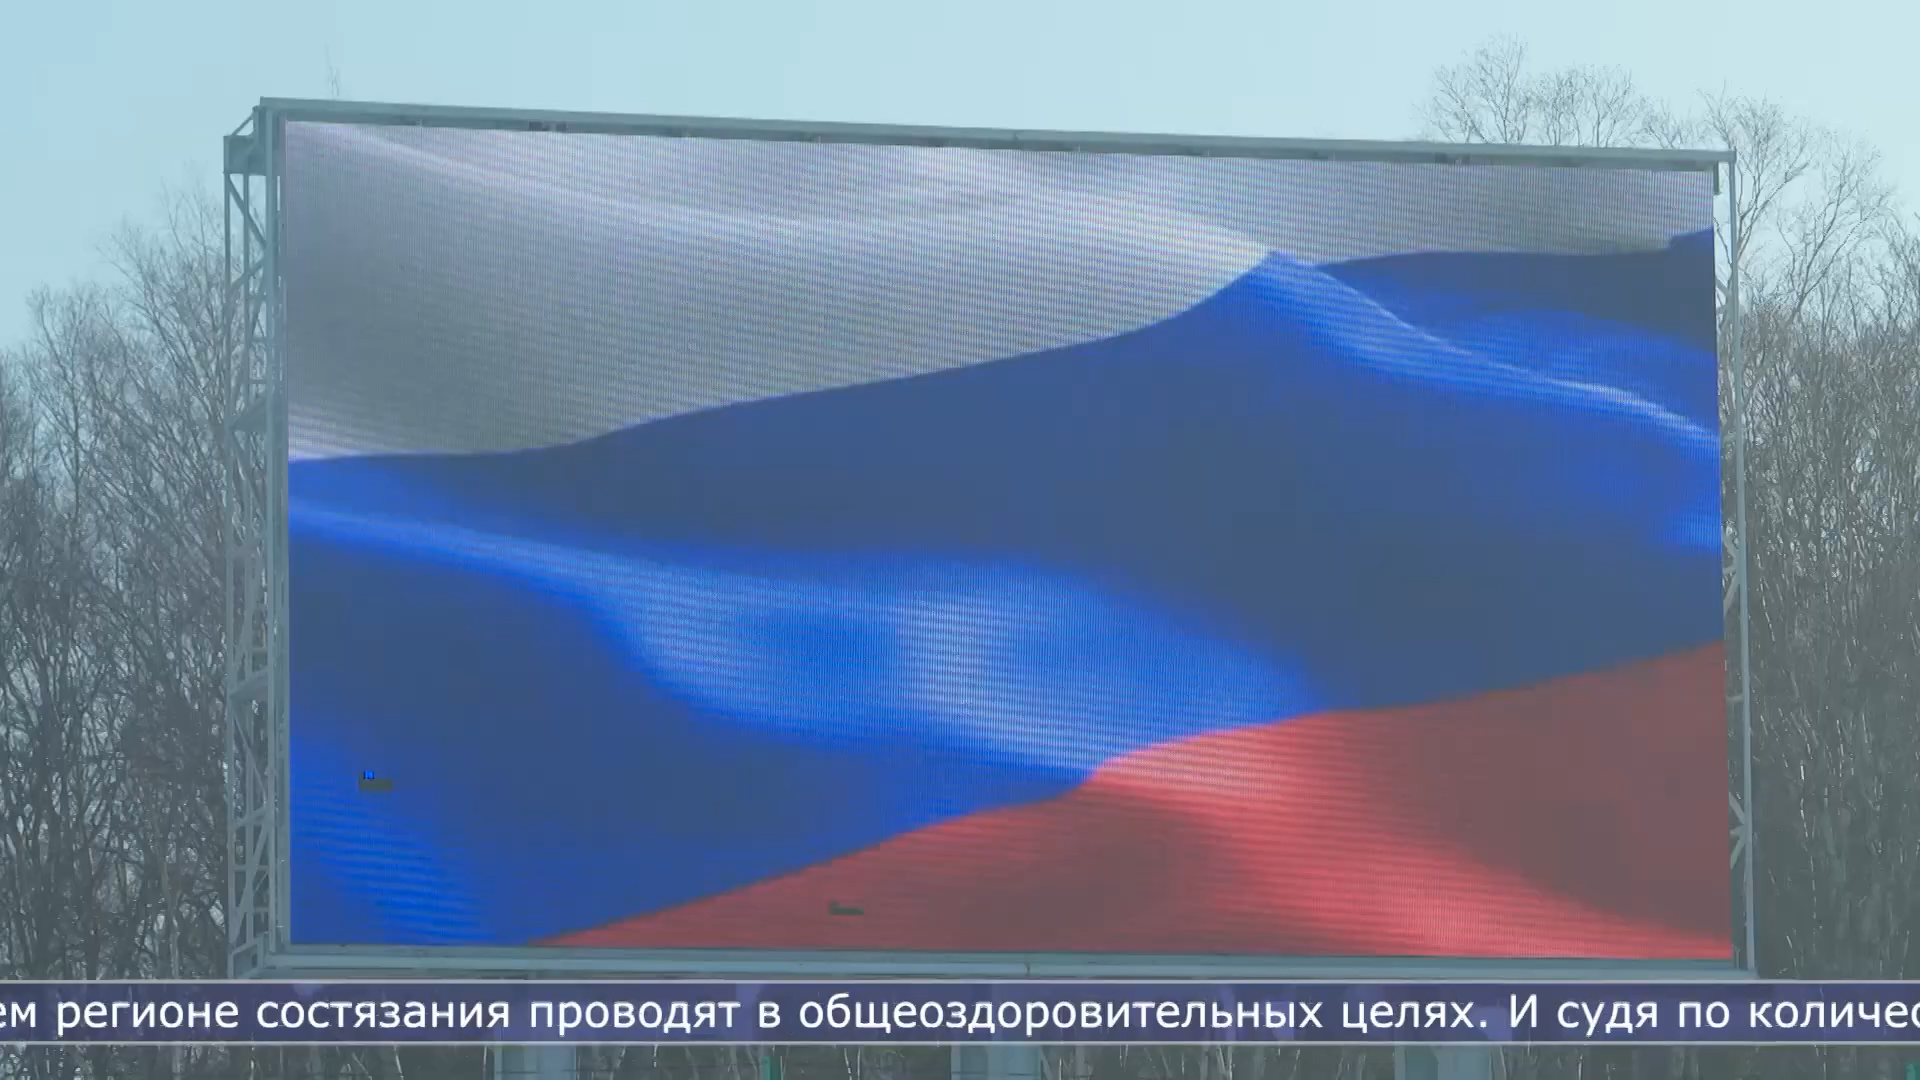 ем регионе состязания проводят в общеоздоровительных целях. И судя по количес